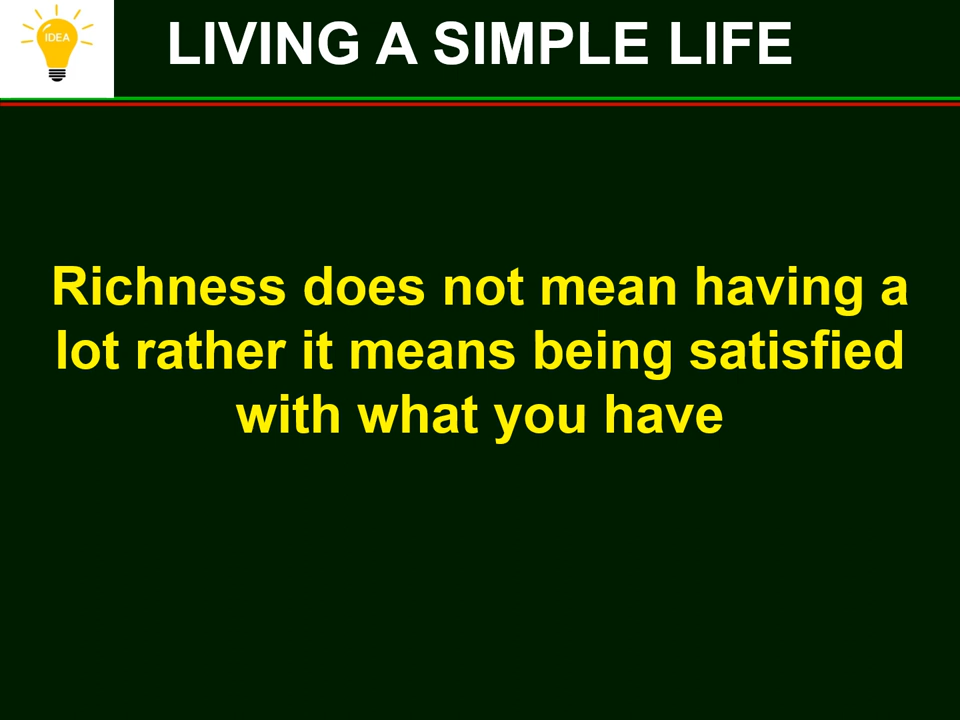 IDEA
LIVING A SIMPLE LIFE
Richness does not mean having a
lot rather it means being satisfied
with what you have